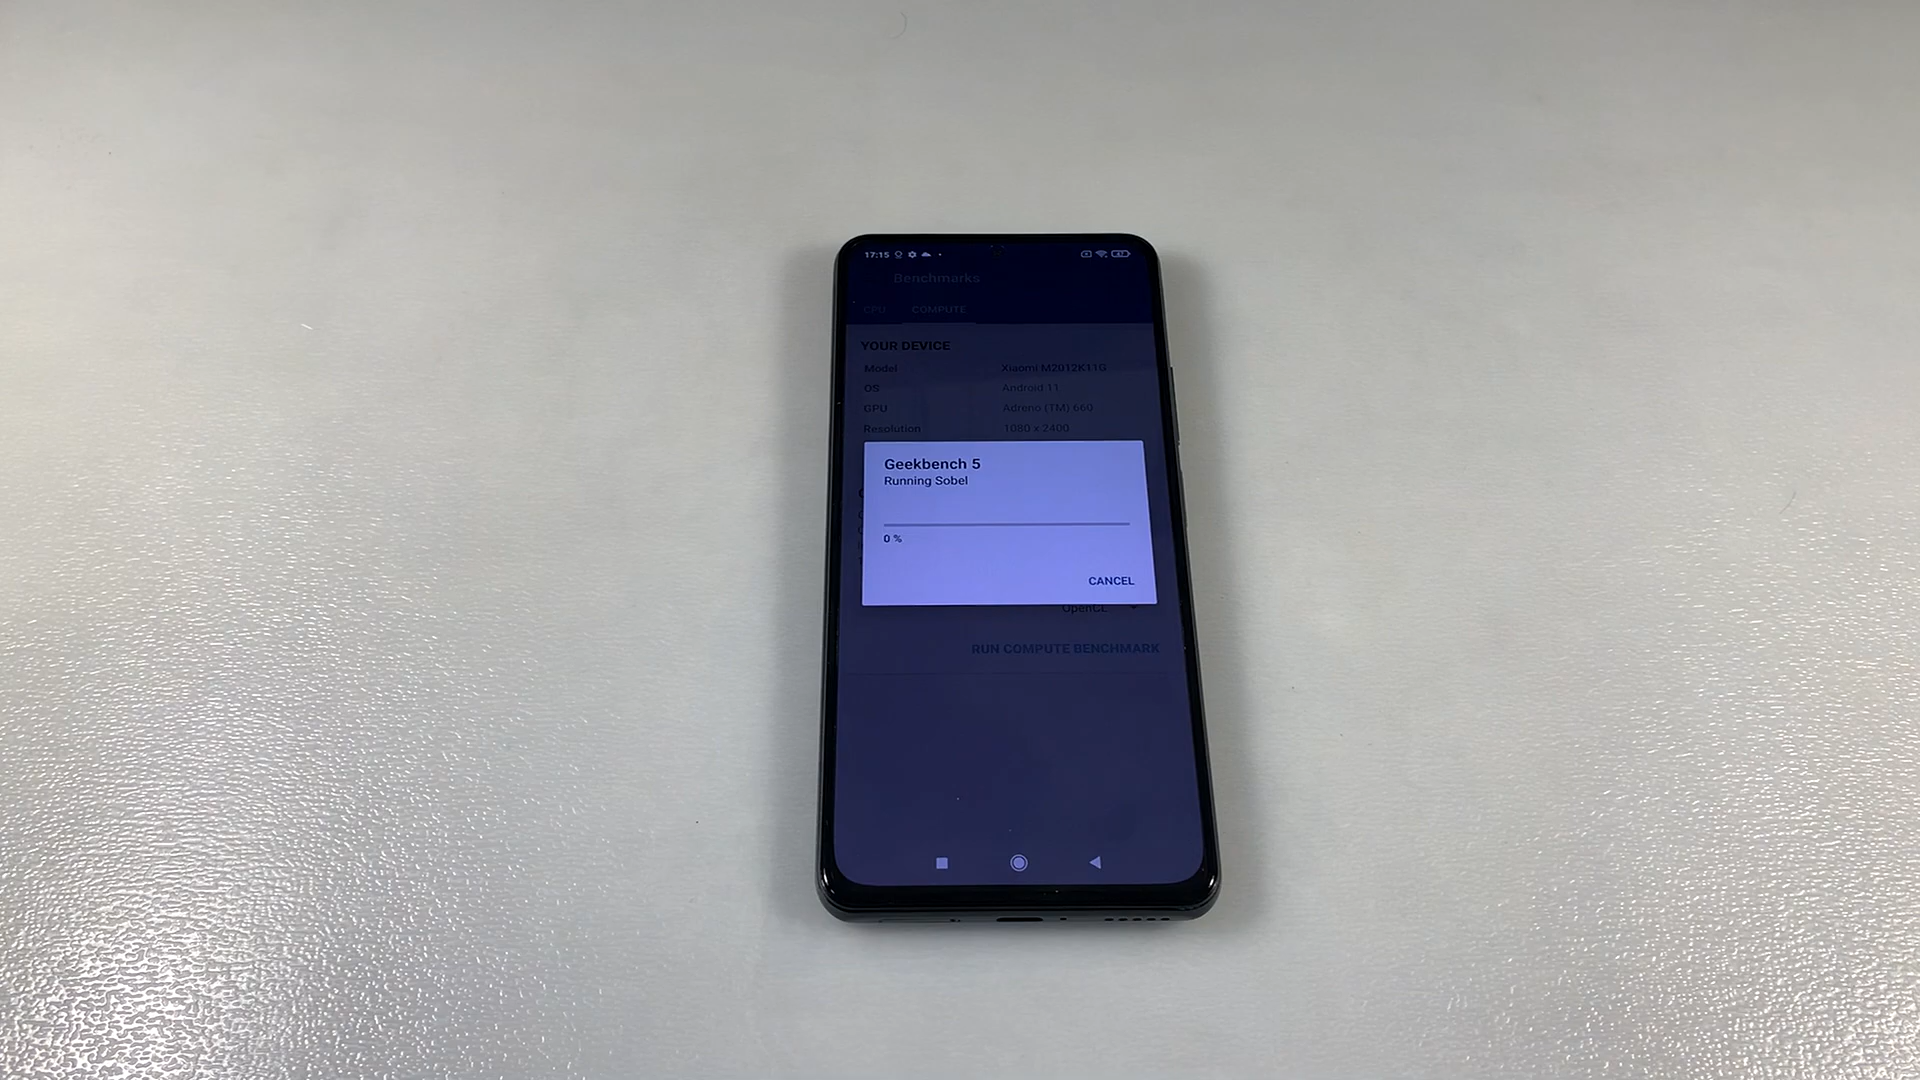 17:15
Benchmarks
CPU COMPUTE
YOUR DEVICE
Model Xiaomi M2012K11G
OS Android 11
GPU Adreno (TM) 660
Resolution 1080 x 2400
Geekbench 5
Running Sobel
0 %
CANCEL
OpenCL
RUN COMPUTE BENCHMARK